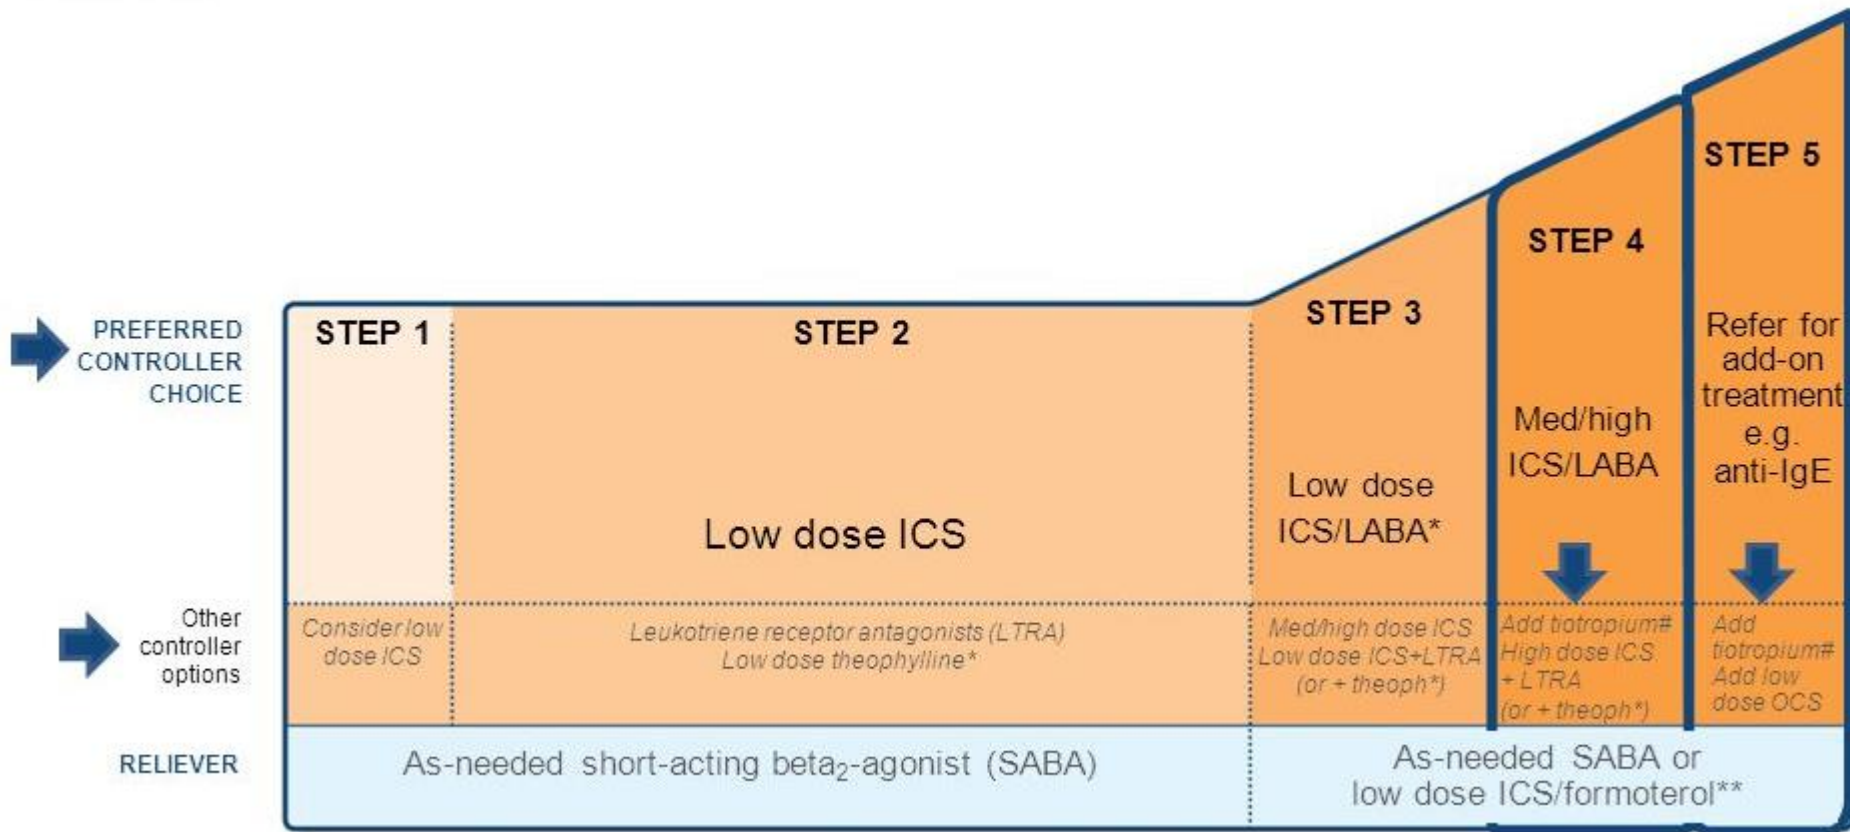 PREFERRED
CONTROLLER
CHOICE
STEP 1
STEP 2
Low dose ICS
STEP 3
Low dose
ICS/LABA*
STEP 4
Med/high
ICS/LABA
STEP 5
Refer for
add-on
treatment
e.g.
anti-IgE
Other
controller
options
Consider low
dose ICS
Leukotriene receptor antagonists (LTRA)
Low dose theophylline*
Med/high dose ICS
Low dose ICS+LTRA
(or + theoph*)
Add tiotropium#
High dose ICS
+ LTRA
(or + theoph*)
Add
tiotropium#
Add low
dose OCS
RELIEVER
As-needed short-acting beta₂-agonist (SABA)
As-needed SABA or
low dose ICS/formoterol**